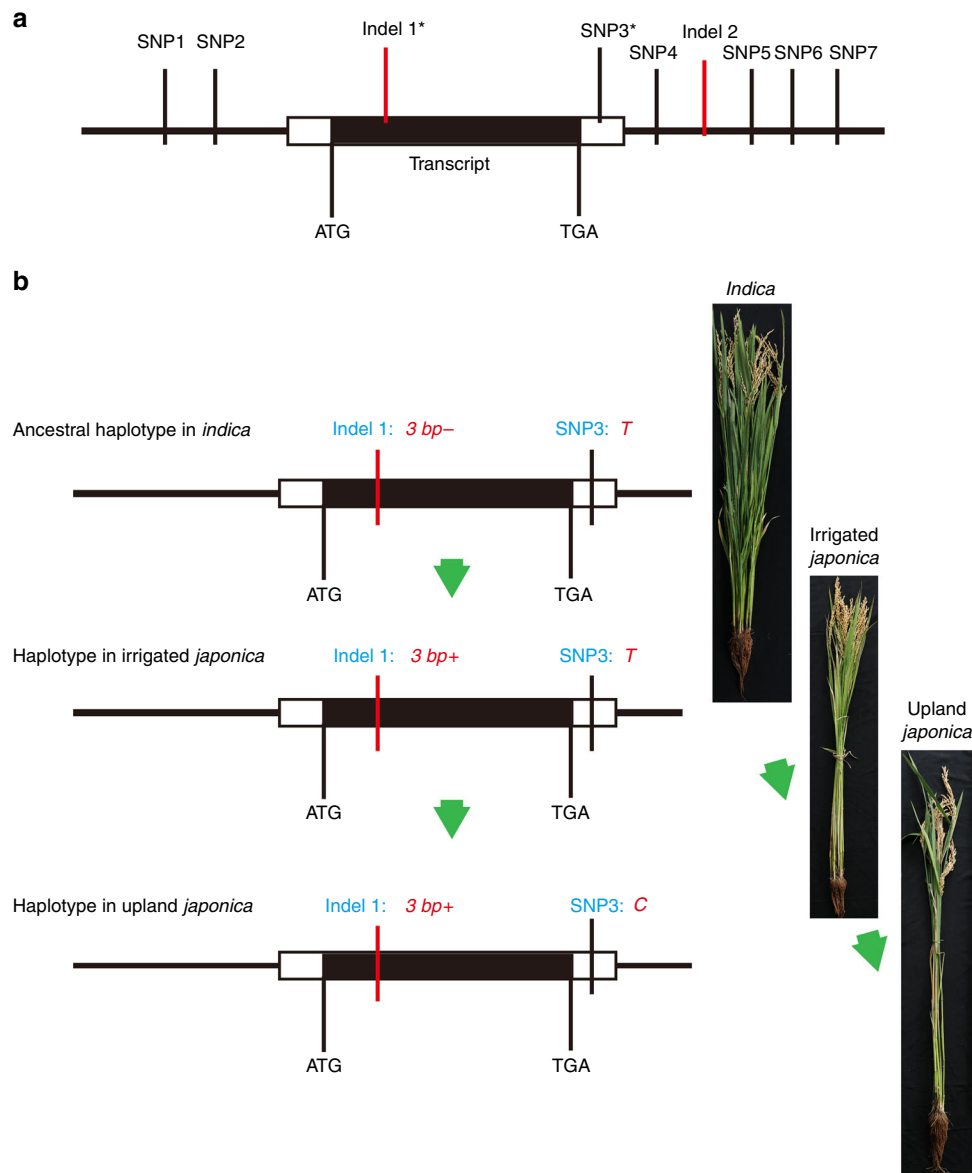 a
SNP1
SNP2
Indel 1*
SNP3*
SNP4
Indel 2
SNP5
SNP6
SNP7
Transcript
ATG
TGA
b
Indica
Ancestral haplotype in indica
Indel 1: 3 bp–
SNP3: T
ATG
TGA
Irrigated
japonica
Haplotype in irrigated japonica
Indel 1: 3 bp+
SNP3: T
ATG
TGA
Upland
japonica
Haplotype in upland japonica
Indel 1: 3 bp+
SNP3: C
ATG
TGA